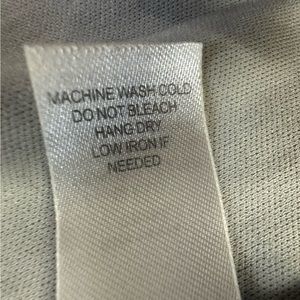 MACHINE WASH COLD
DO NOT BLEACH
HANG DRY
LOW IRON IF
NEEDED